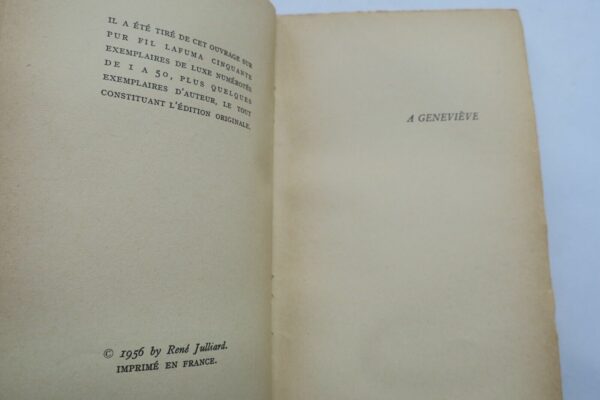 IL A ÉTÉ TIRÉ DE CET OUVRAGE SUR
PUR FIL LAFUMA CINQUANTE
EXEMPLAIRES DE LUXE NUMÉROTÉS
DE 1 A 50, PLUS QUELQUES
EXEMPLAIRES D'AUTEUR, LE TOUT
CONSTITUANT L'ÉDITION ORIGINALE.
© 1956 by René Julliard.
IMPRIMÉ EN FRANCE.
A GENEVIÈVE